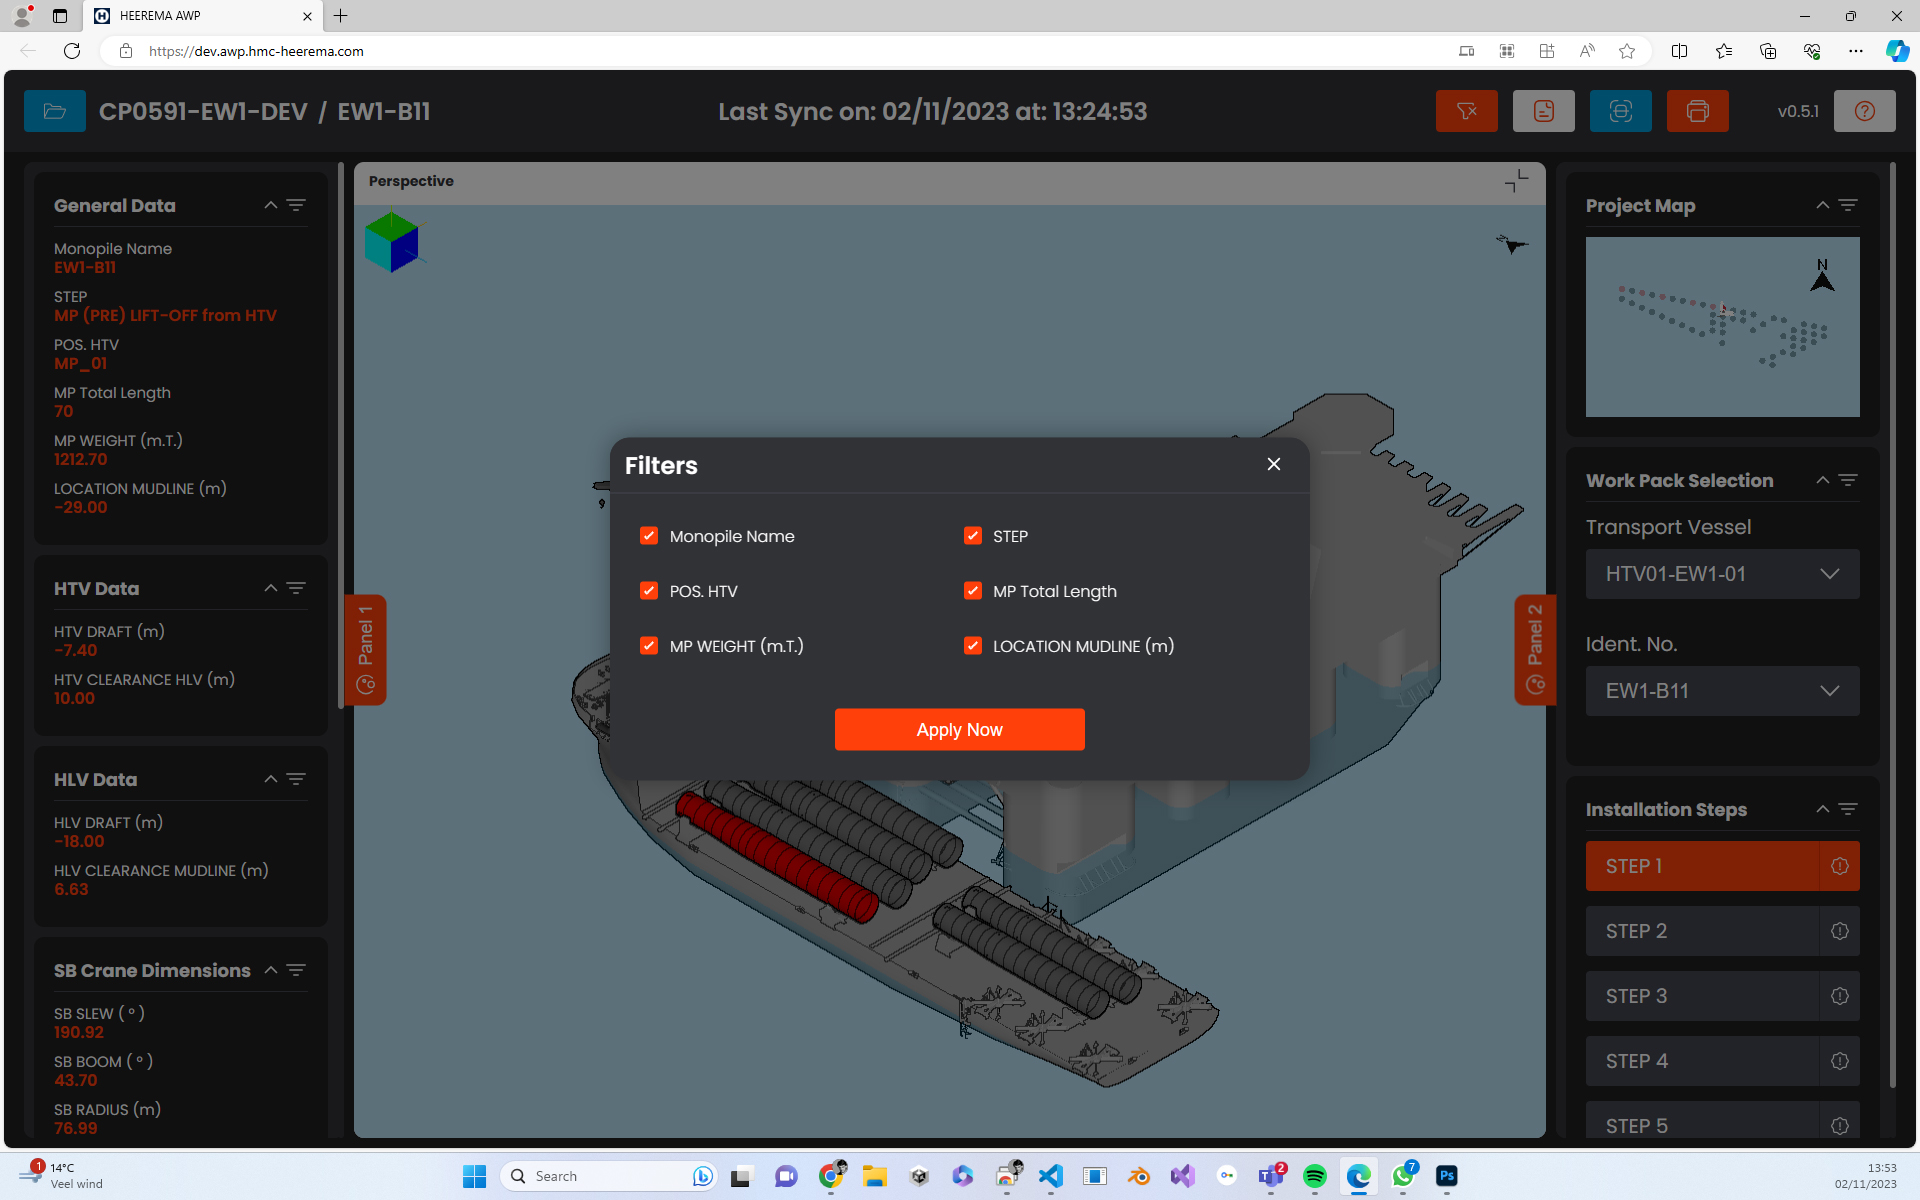 HEEREMA AWP
https://dev.awp.hmc-heerema.com
CP0591-EW1-DEV / EW1-B11
Last Sync on: 02/11/2023 at: 13:24:53
v0.5.1
General Data
Monopile Name
EW1-B11
STEP
MP (PRE) LIFT-OFF from HTV
POS. HTV
MP_01
MP Total Length
70
MP WEIGHT (m.T.)
1212.70
LOCATION MUDLINE (m)
-29.00
HTV Data
HTV DRAFT (m)
-7.40
HTV CLEARANCE HLV (m)
10.00
HLV Data
HLV DRAFT (m)
-18.00
HLV CLEARANCE MUDLINE (m)
6.63
SB Crane Dimensions
SB SLEW ( º )
190.92
SB BOOM ( º )
43.70
SB RADIUS (m)
76.99
Panel 1
Perspective
Filters
Monopile Name
STEP
POS. HTV
MP Total Length
MP WEIGHT (m.T.)
LOCATION MUDLINE (m)
Apply Now
Panel 2
Project Map
N
Work Pack Selection
Transport Vessel
HTV01-EW1-01
Ident. No.
EW1-B11
Installation Steps
STEP 1
STEP 2
STEP 3
STEP 4
STEP 5
1
14°C
Veel wind
Search
2
7
Ps
13:53
02/11/2023